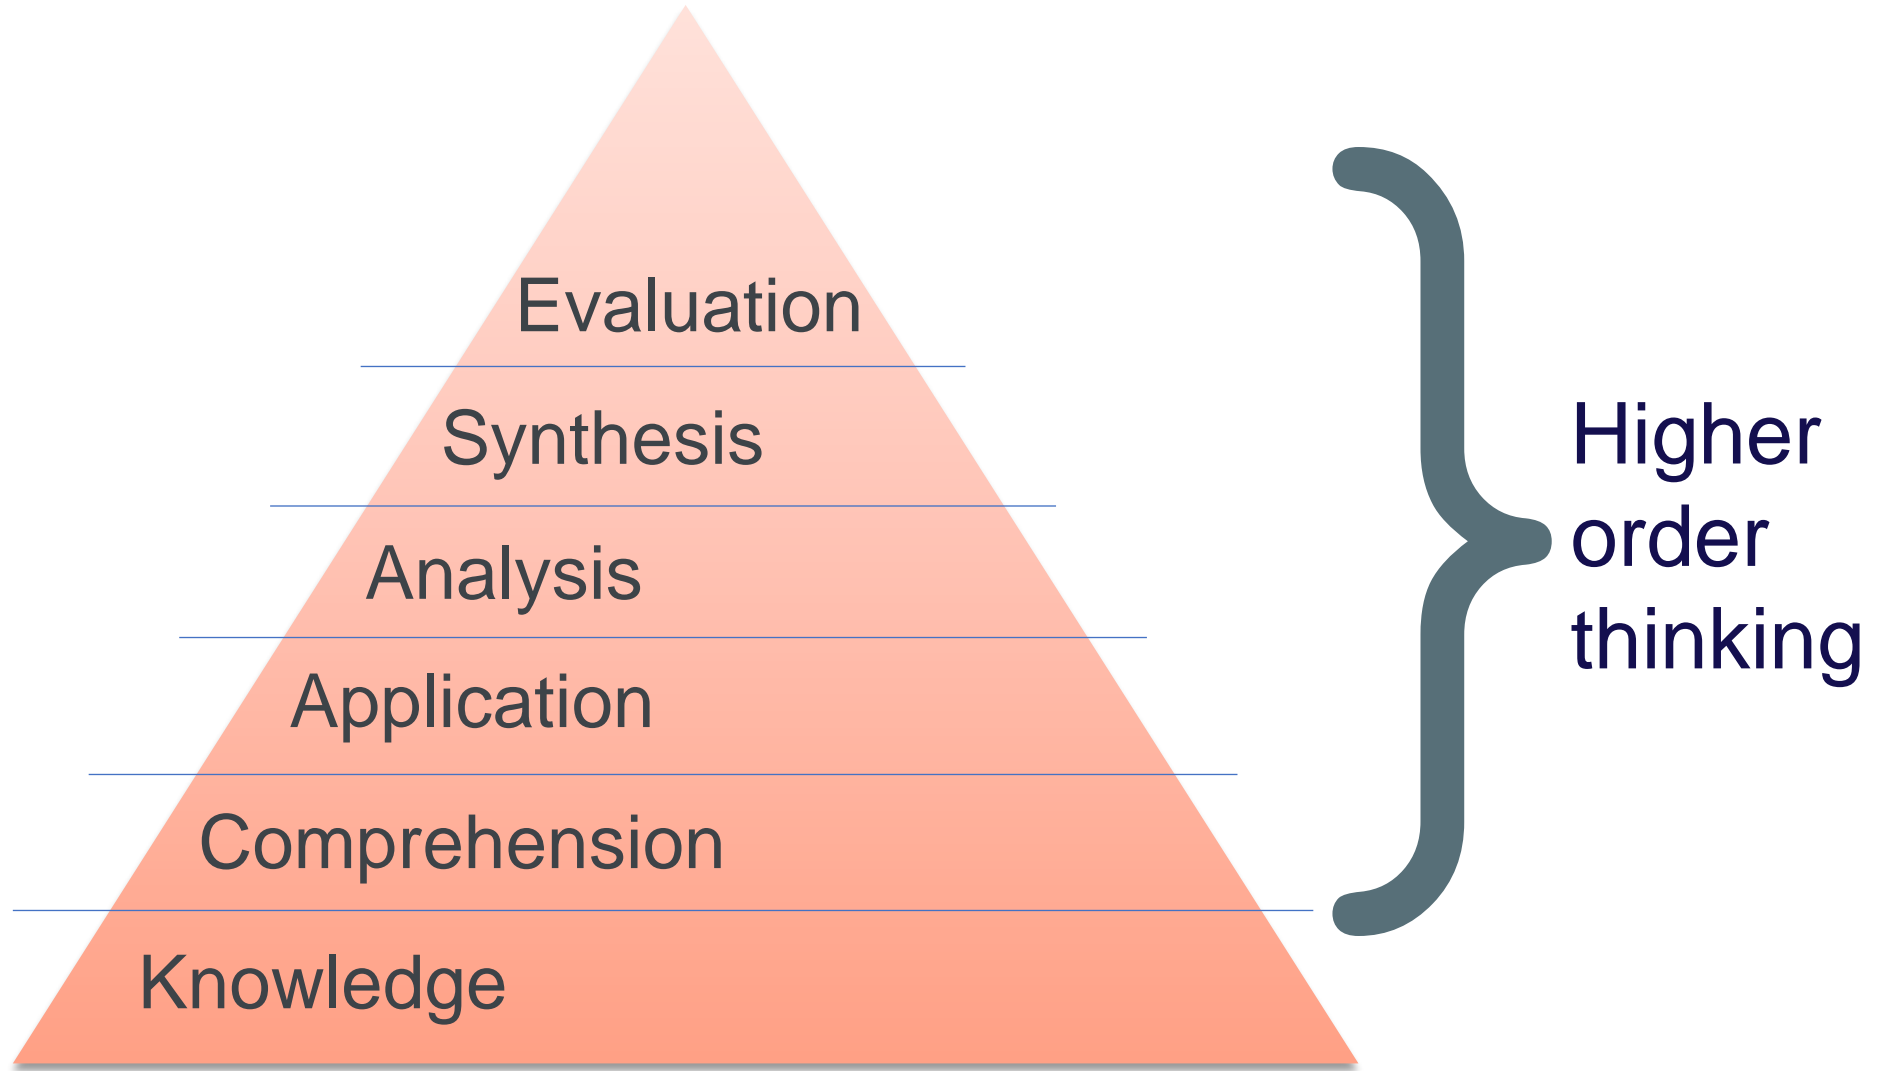 Evaluation
Synthesis
Analysis
Application
Comprehension
Knowledge
Higher
order
thinking